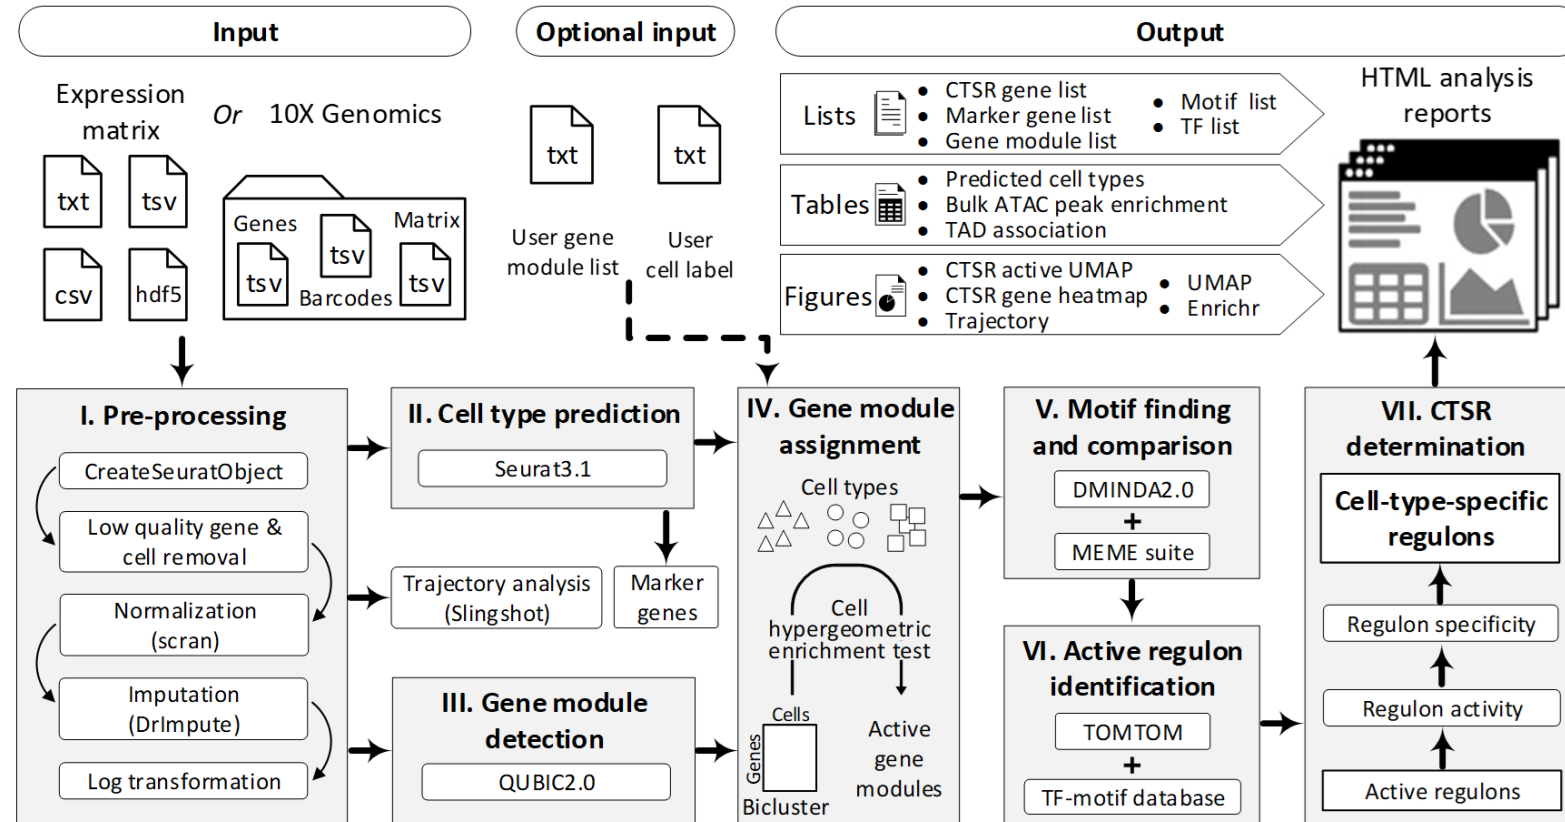 Input
Optional input
Output
Expression
matrix
Or
10X Genomics
txt
tsv
csv
hdf5
Genes
tsv
tsv
Barcodes
Matrix
tsv
txt
txt
User gene
module list
User
cell label
Lists
● CTSR gene list
● Marker gene list
● Gene module list
● Motif list
● TF list
Tables
● Predicted cell types
● Bulk ATAC peak enrichment
● TAD association
Figures
● CTSR active UMAP
● CTSR gene heatmap
● Trajectory
● UMAP
● Enrichr
HTML analysis
reports
I. Pre-processing
CreateSeuratObject
Low quality gene &
cell removal
Normalization
(scran)
Imputation
(DrImpute)
Log transformation
II. Cell type prediction
Seurat3.1
Trajectory analysis
(Slingshot)
Marker
genes
III. Gene module
detection
QUBIC2.0
IV. Gene module
assignment
Cell types
Cell
hypergeometric
enrichment test
Cells
Genes
Bicluster
Active
gene
modules
V. Motif finding
and comparison
DMINDA2.0
+
MEME suite
VI. Active regulon
identification
TOMTOM
+
TF-motif database
VII. CTSR
determination
Cell-type-specific
regulons
Regulon specificity
Regulon activity
Active regulons